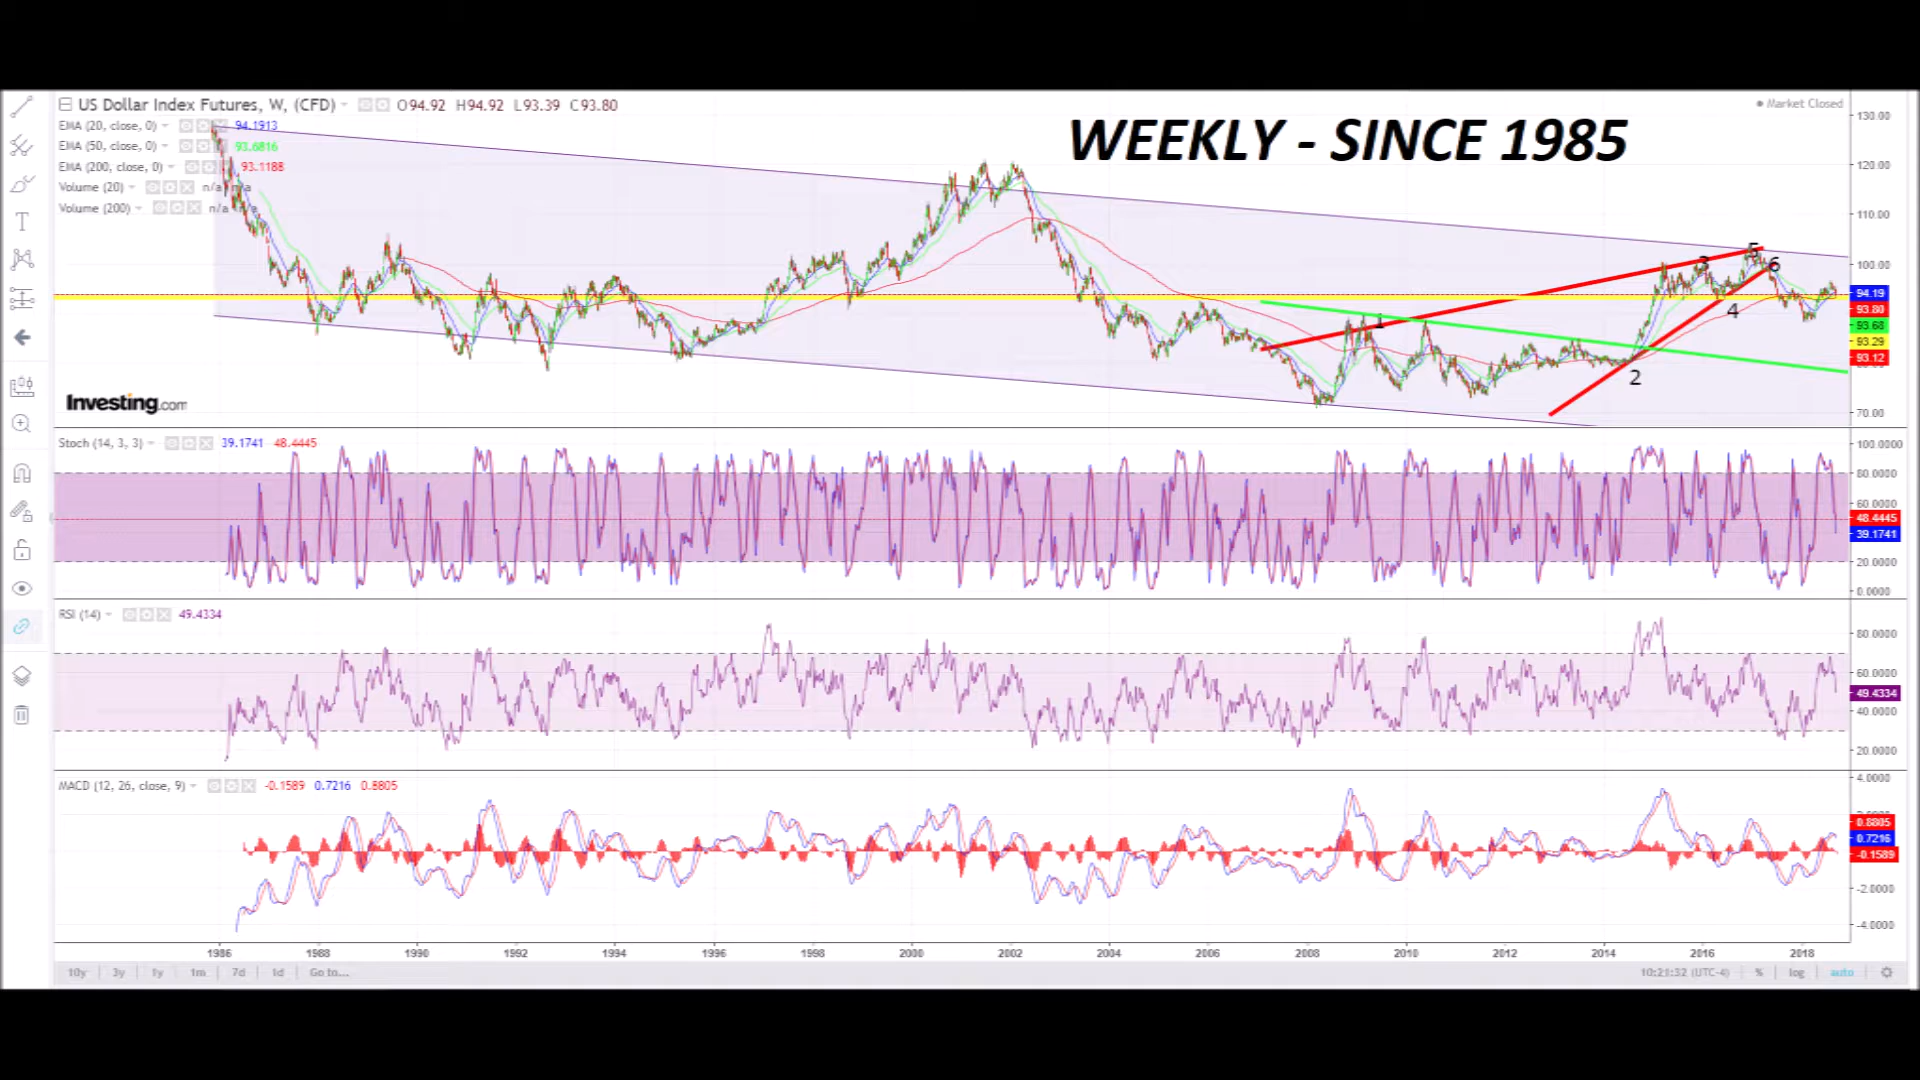 US Dollar Index Futures, W, (CFD) O94.92 H94.92 L93.39 C93.80
Market Closed
EMA (20, close, 0) 94.1913
EMA (50, close, 0) 93.6816
EMA (200, close, 0) 93.1188
Volume (20) n/a n/a
Volume (200) n/a n/a
WEEKLY - SINCE 1985
130.00
120.00
110.00
100.00
94.19
93.80
93.68
93.29
93.12
70.00
1
2
3
4
5
6
Investing.com
Stoch (14, 3, 3) 39.1741 48.4445
100.0000
80.0000
60.0000
48.4445
39.1741
20.0000
0.0000
RSI (14) 49.4334
80.0000
60.0000
49.4334
40.0000
20.0000
MACD (12, 26, close, 9) -0.1589 0.7216 0.8805
4.0000
0.8805
0.7216
-0.1589
-2.0000
-4.0000
1986 1988 1990 1992 1994 1996 1998 2000 2002 2004 2006 2008 2010 2012 2014 2016 2018
10y 3y 1y 1m 7d 1d Go to... 10:21:32 (UTC-4) % log auto